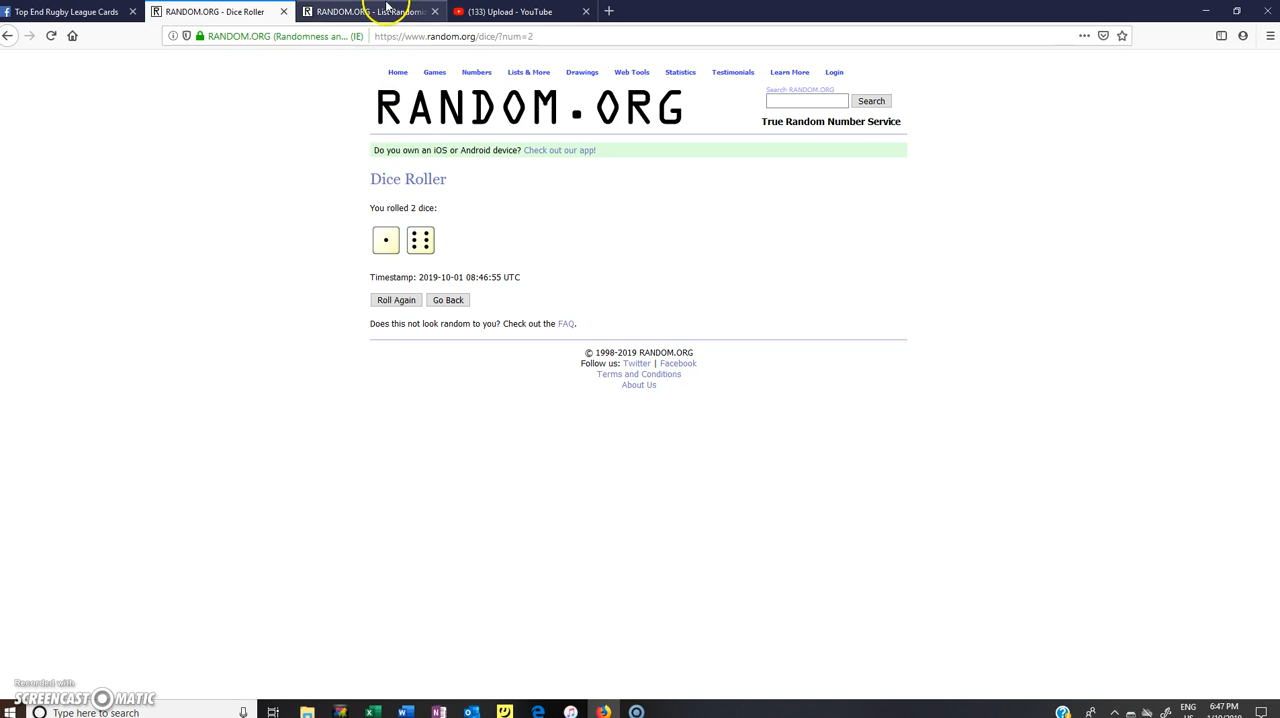 Top End Rugby League Cards
RANDOM.ORG - Dice Roller
RANDOM.ORG - List Randomiz
(133) Upload - YouTube
RANDOM.ORG (Randomness an... (IE)
https://www.random.org/dice/?num=2
Home Games Numbers Lists & More Drawings Web Tools Statistics Testimonials Learn More Login
RANDOM.ORG
Search RANDOM.ORG
Search
True Random Number Service
Do you own an iOS or Android device? Check out our app!
Dice Roller
You rolled 2 dice:
Timestamp: 2019-10-01 08:46:55 UTC
Roll Again Go Back
Does this not look random to you? Check out the FAQ.
© 1998-2019 RANDOM.ORG
Follow us: Twitter | Facebook
Terms and Conditions
About Us
Recorded with
SCREENCAST MATIC
Type here to search
ENG
6:47 PM
US
1/10/2019